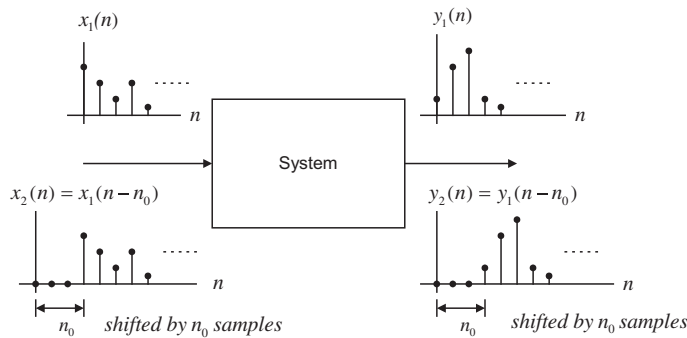 x₁(n)
y₁(n)
n
n
System
x₂(n) = x₁(n − n₀)
y₂(n) = y₁(n − n₀)
n
n
n₀
shifted by n₀ samples
n₀
shifted by n₀ samples